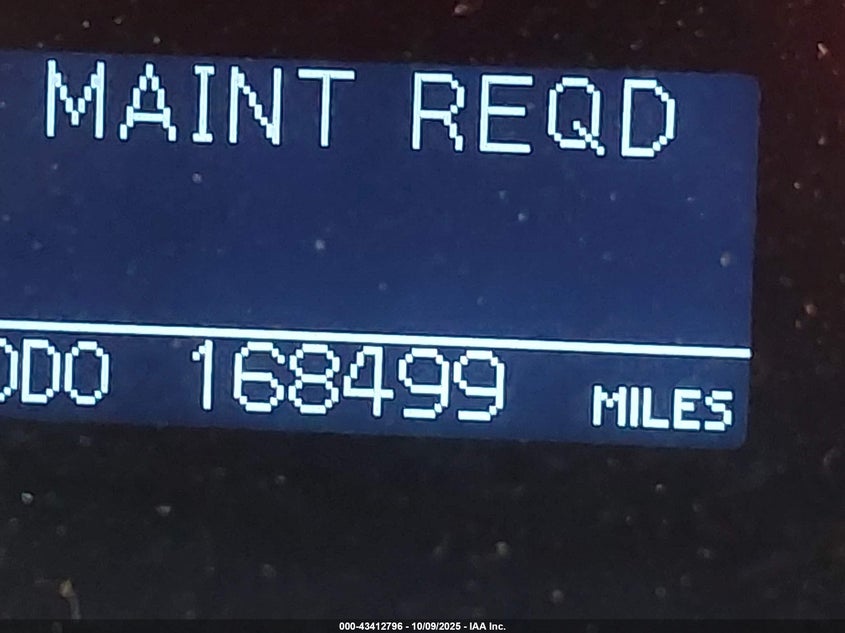 MAINT REQD
ODO 168499 MILES
000-43412796 - 10/09/2025 - IAA Inc.